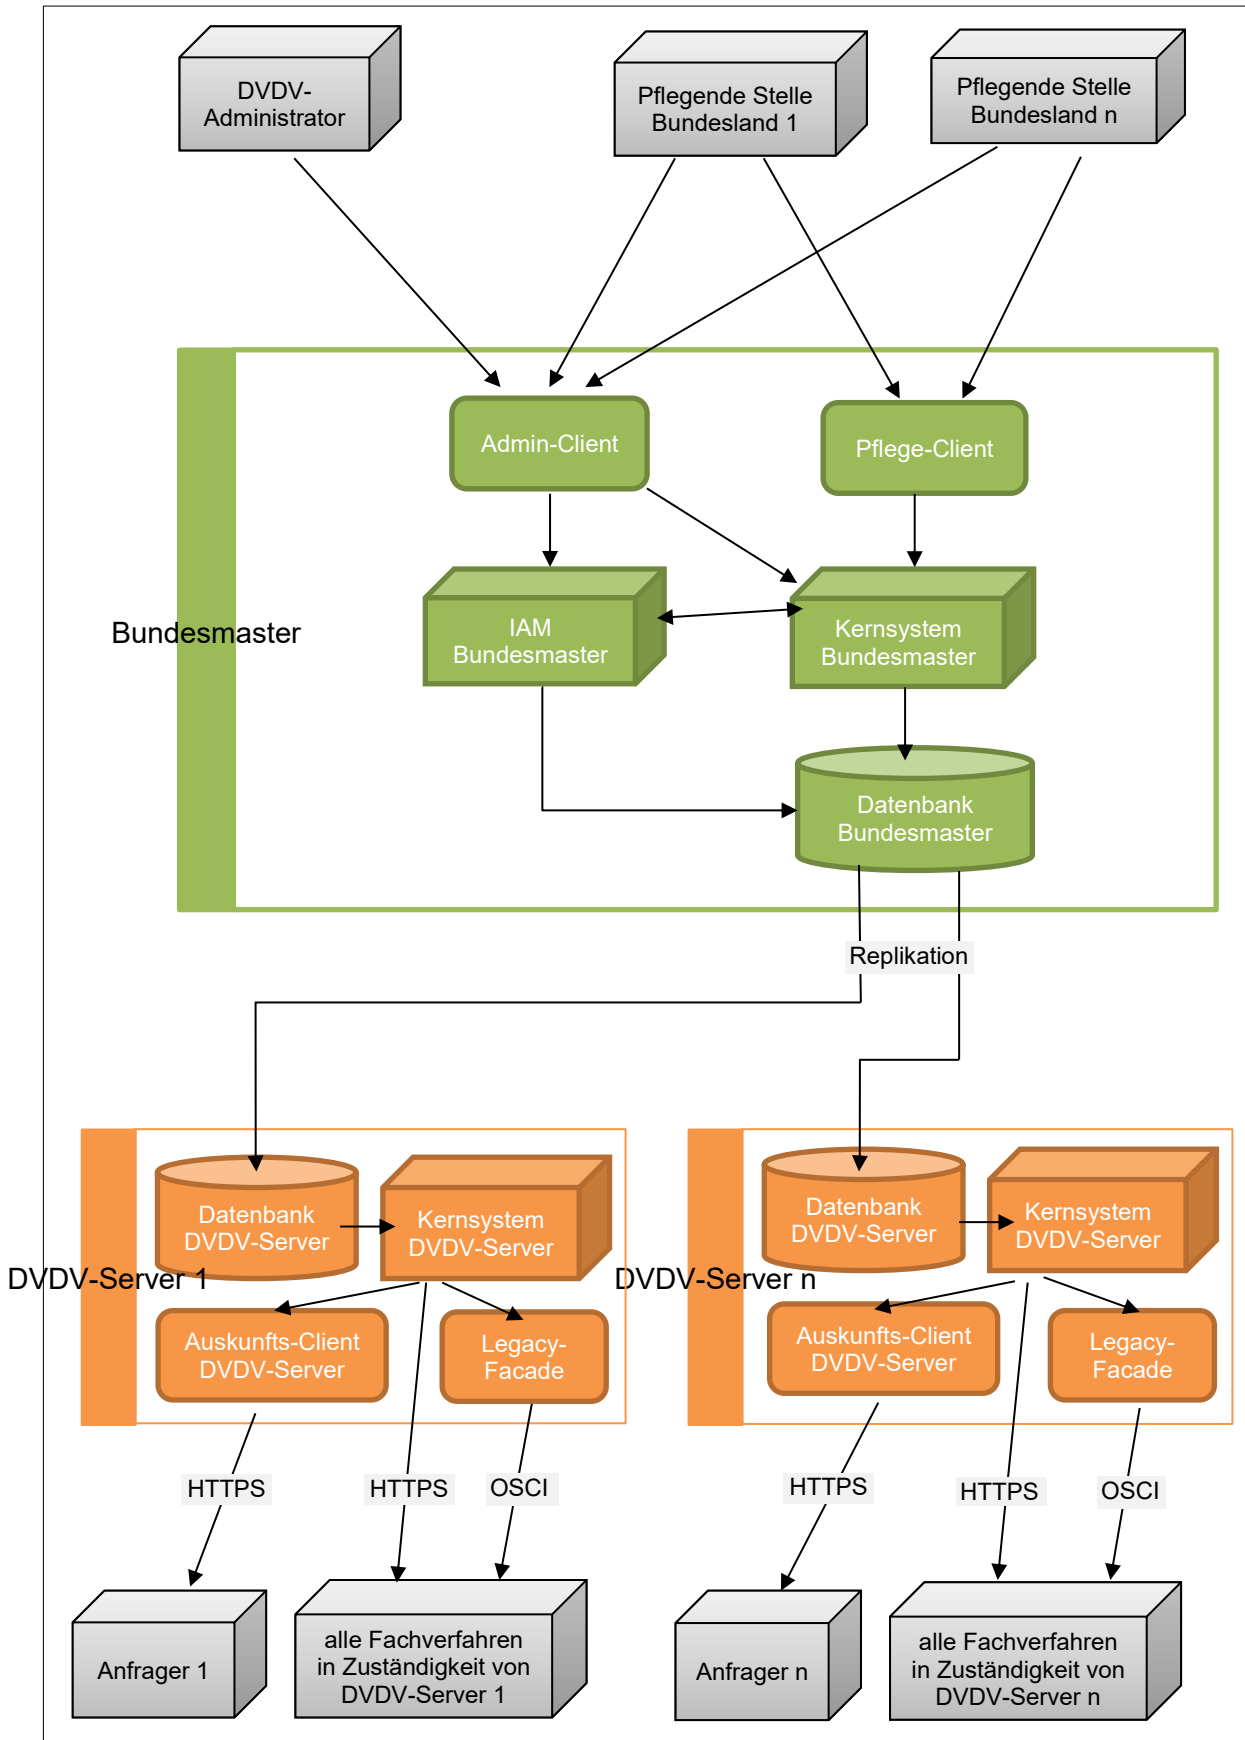 DVDV-
Administrator
Pflegende Stelle
Bundesland 1
Pflegende Stelle
Bundesland n
Admin-Client
Pflege-Client
Bundesmaster
IAM
Bundesmaster
Kernsystem
Bundesmaster
Datenbank
Bundesmaster
Replikation
DVDV-Server 1
Datenbank
DVDV-Server
Kernsystem
DVDV-Server
Auskunfts-Client
DVDV-Server
Legacy-
Facade
DVDV-Server n
Datenbank
DVDV-Server
Kernsystem
DVDV-Server
Auskunfts-Client
DVDV-Server
Legacy-
Facade
HTTPS
HTTPS
OSCI
HTTPS
HTTPS
OSCI
Anfrager 1
alle Fachverfahren
in Zuständigkeit von
DVDV-Server 1
Anfrager n
alle Fachverfahren
in Zuständigkeit von
DVDV-Server n